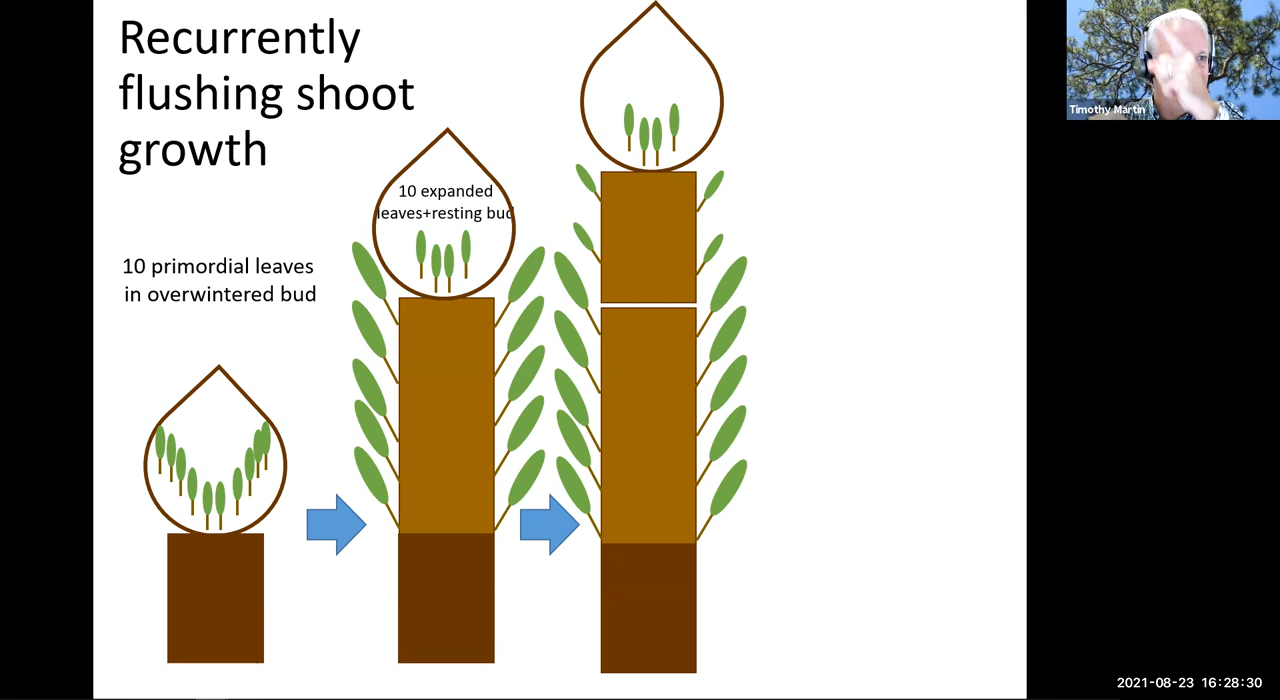 Recurrently
flushing shoot
growth
10 expanded
leaves+resting bud
10 primordial leaves
in overwintered bud
Timothy Martin
2021-08-23 16:28:30